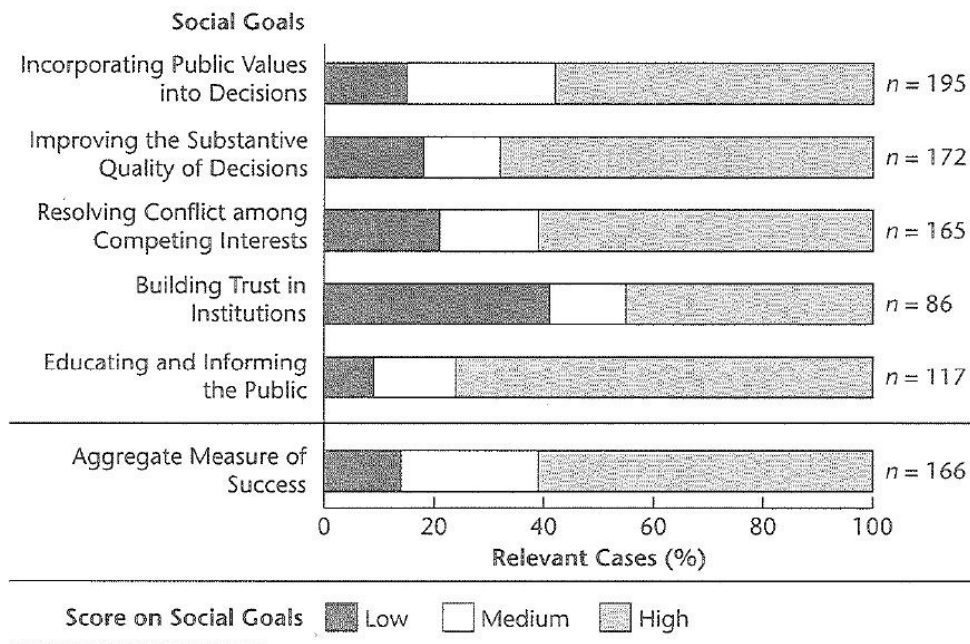 Social Goals
Incorporating Public Values
into Decisions
n = 195
Improving the Substantive
Quality of Decisions
n = 172
Resolving Conflict among
Competing Interests
n = 165
Building Trust in
Institutions
n = 86
Educating and Informing
the Public
n = 117
Aggregate Measure of
Success
n = 166
0 20 40 60 80 100
Relevant Cases (%)
Score on Social Goals Low Medium High